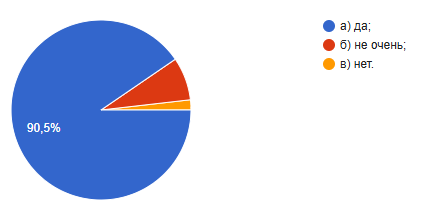 а) да;
б) не очень;
в) нет.
90,5%